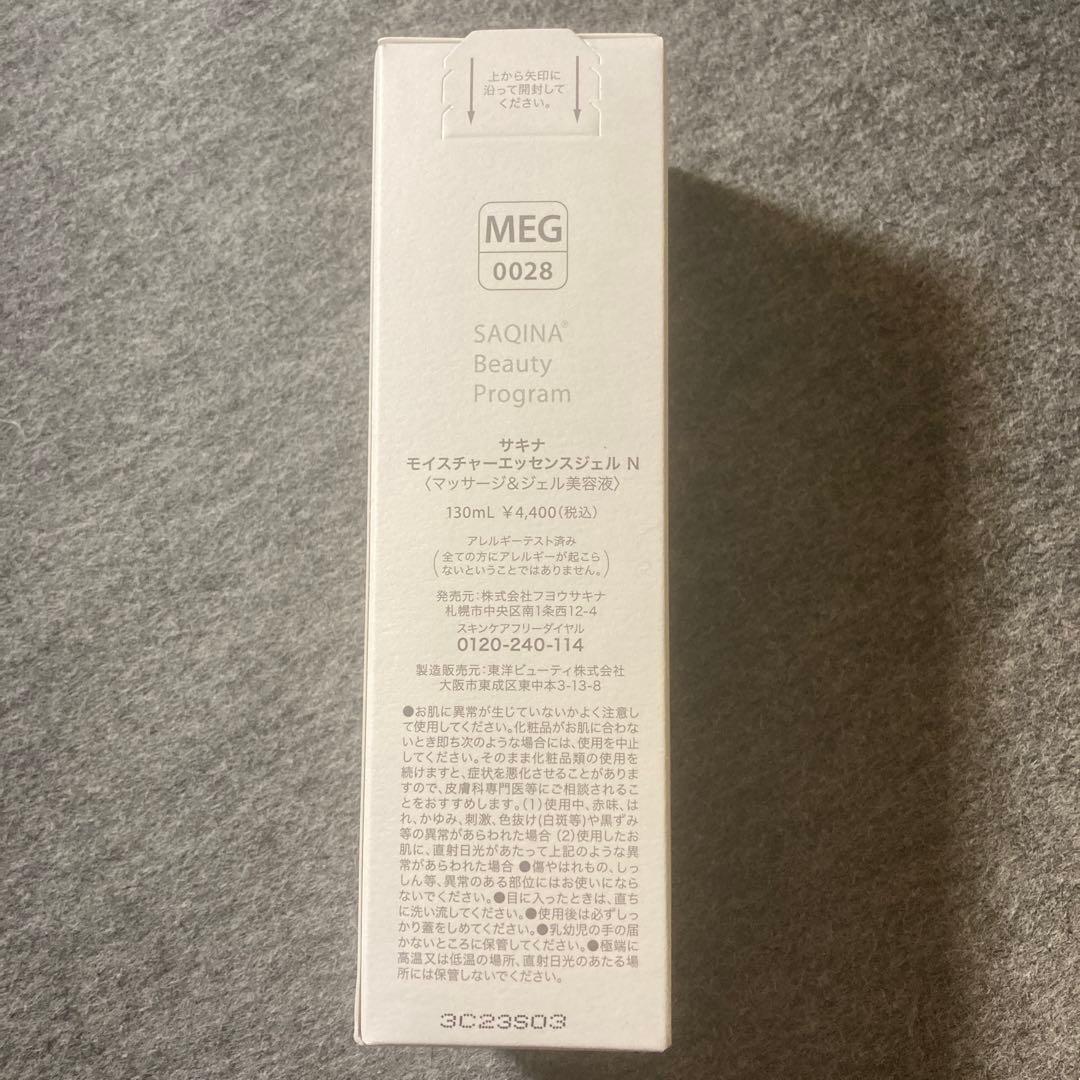 上から矢印に
沿って開封して
ください。
MEG
0028
SAQINA®
Beauty
Program
サキナ
モイスチャーエッセンスジェル N
〈マッサージ&ジェル美容液〉
130mL ¥4,400(税込)
アレルギーテスト済み
(全ての方にアレルギーが起こら
ないということではありません。)
発売元:株式会社フヨウサキナ
札幌市中央区南1条西12-4
スキンケアフリーダイヤル
0120-240-114
製造販売元:東洋ビューティ株式会社
大阪市東成区東中本3-13-8
●お肌に異常が生じていないかよく注意し
て使用してください。化粧品がお肌に合わな
いとき即ち次のような場合には、使用を中止
してください。そのまま化粧品類の使用を
続けますと、症状を悪化させることがありま
すので、皮膚科専門医等にご相談されるこ
とをおすすめします。(1)使用中、赤味、は
れ、かゆみ、刺激、色抜け(白斑等)や黒ずみ
等の異常があらわれた場合 (2)使用したお
肌に、直射日光があたって上記のような異
常があらわれた場合 ●傷やはれもの、しっ
しん等、異常のある部位にはお使いになら
ないでください。●目に入ったときは、直ち
に洗い流してください。●使用後は必ずしっ
かり蓋をしめてください。●乳幼児の手の届
かないところに保管してください。●極端に
高温又は低温の場所、直射日光のあたる場
所には保管しないでください。
3C23S03